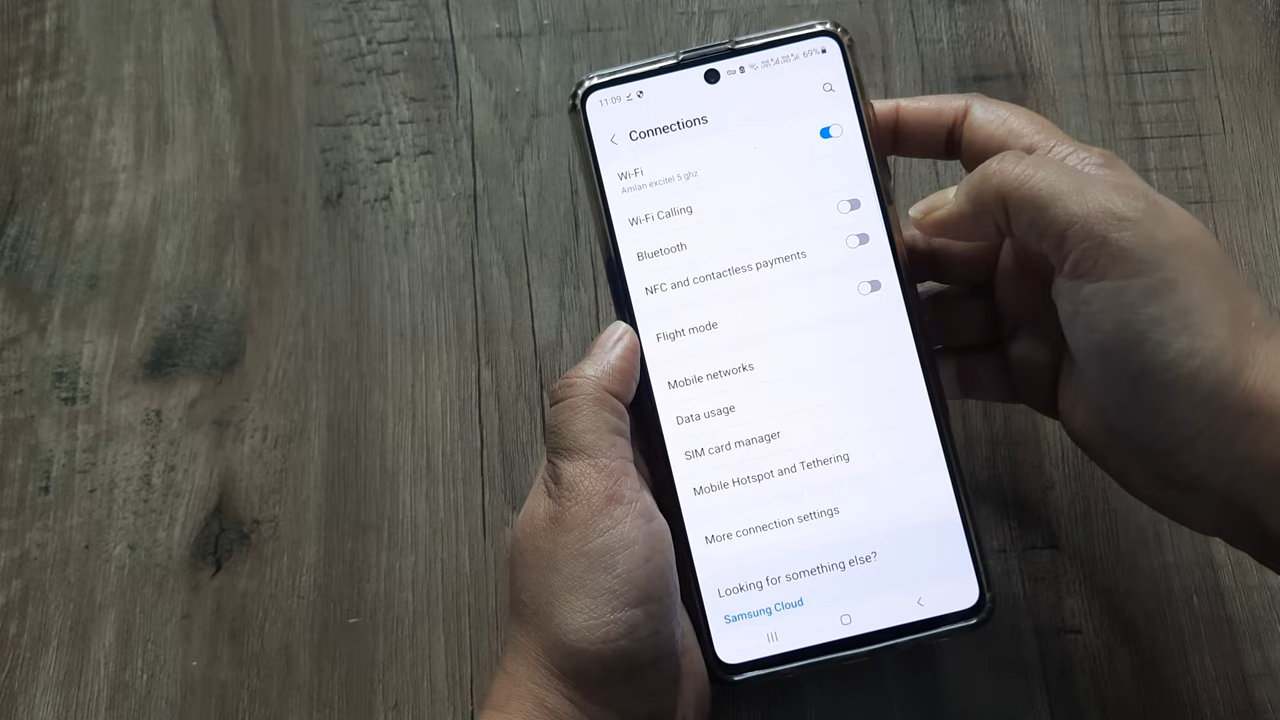 11:09
69%
Connections
Wi-Fi
Amlan excitel 5 ghz
Wi-Fi Calling
Bluetooth
NFC and contactless payments
Flight mode
Mobile networks
Data usage
SIM card manager
Mobile Hotspot and Tethering
More connection settings
Looking for something else?
Samsung Cloud